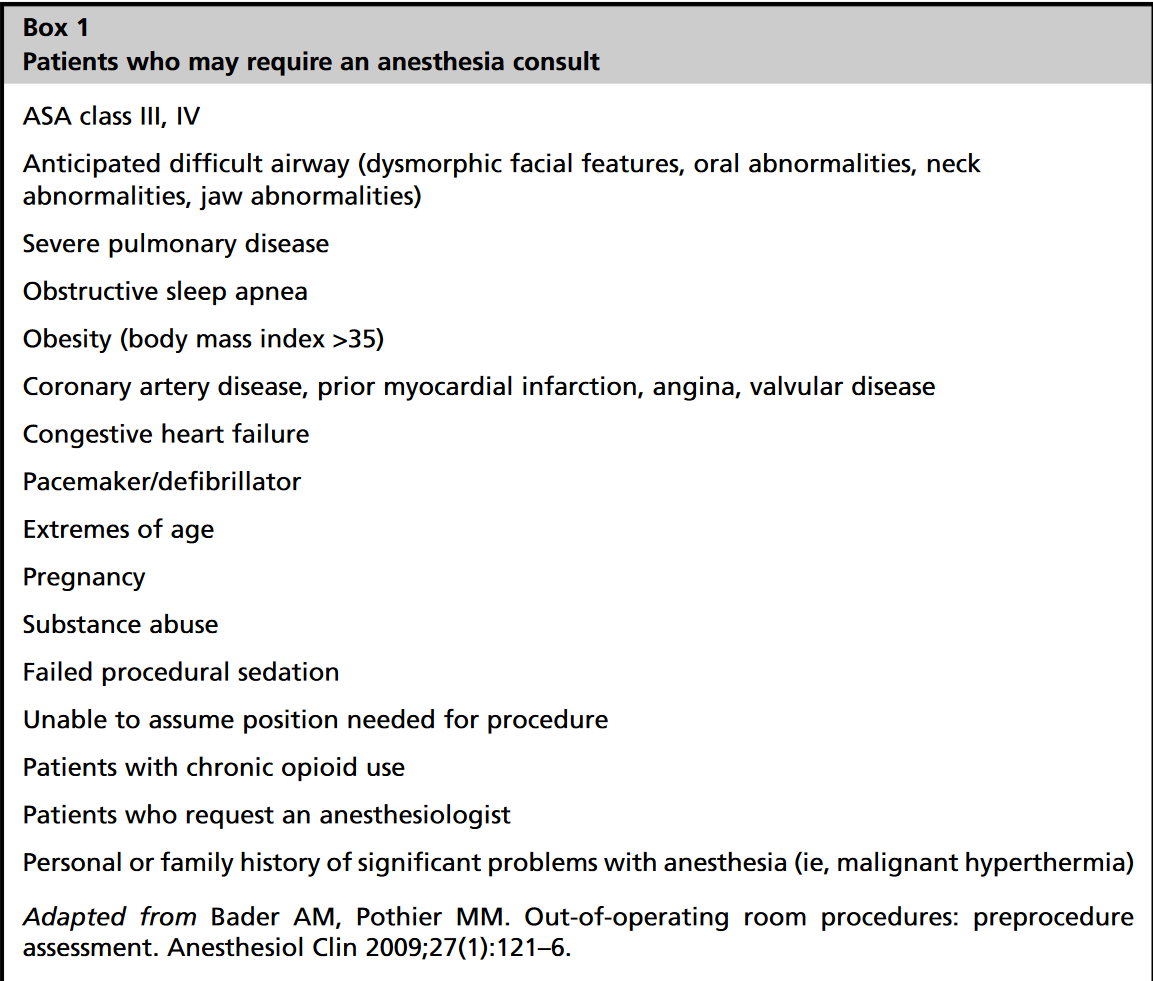 Box 1
Patients who may require an anesthesia consult
ASA class III, IV
Anticipated difficult airway (dysmorphic facial features, oral abnormalities, neck
abnormalities, jaw abnormalities)
Severe pulmonary disease
Obstructive sleep apnea
Obesity (body mass index >35)
Coronary artery disease, prior myocardial infarction, angina, valvular disease
Congestive heart failure
Pacemaker/defibrillator
Extremes of age
Pregnancy
Substance abuse
Failed procedural sedation
Unable to assume position needed for procedure
Patients with chronic opioid use
Patients who request an anesthesiologist
Personal or family history of significant problems with anesthesia (ie, malignant hyperthermia)
Adapted from Bader AM, Pothier MM. Out-of-operating room procedures: preprocedure
assessment. Anesthesiol Clin 2009;27(1):121–6.